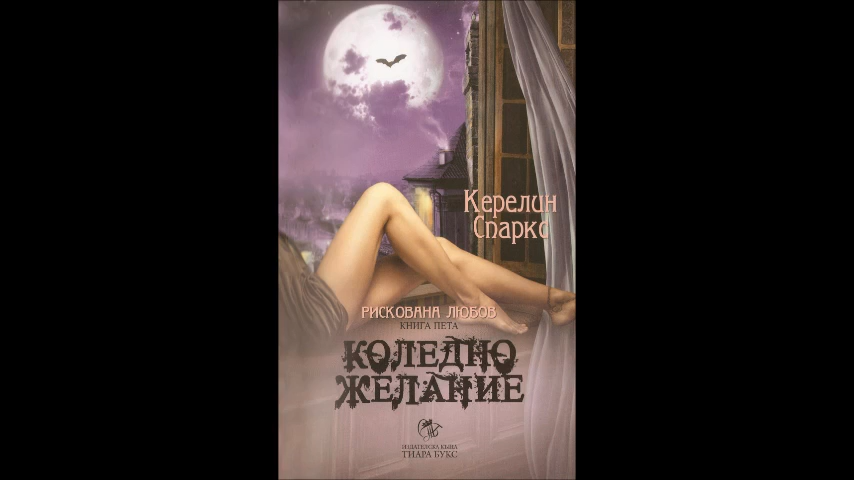 Керелин
Спаркс
РИСКОВАНА ЛЮБОВ
КНИГА ПЕТА
КОЛЕДНО
ЖЕЛАНИЕ
ИЗДАТЕЛСКА КЪЩА
ТИАРА БУКС